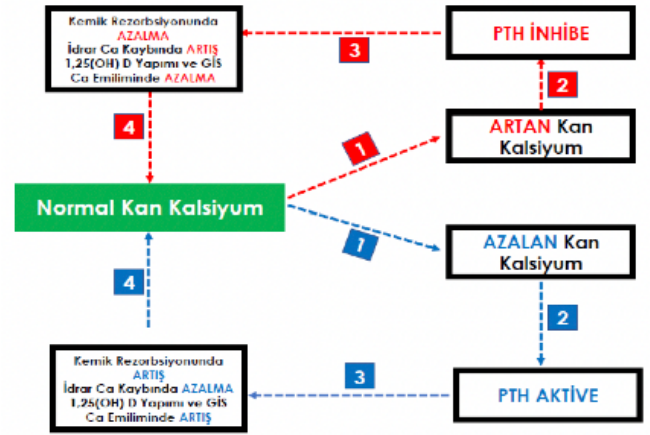 Kemik Rezorbsiyonunda
AZALMA
İdrar Ca Kaybında ARTIŞ
1,25(OH) D Yapımı ve GİS
Ca Emiliminde AZALMA
3
PTH İNHİBE
2
4
1
ARTAN Kan
Kalsiyum
Normal Kan Kalsiyum
1
AZALAN Kan
Kalsiyum
4
2
Kemik Rezorbsiyonunda
ARTIŞ
İdrar Ca Kaybında AZALMA
1,25(OH) D Yapımı ve GİS
Ca Emiliminde ARTIŞ
3
PTH AKTİVE